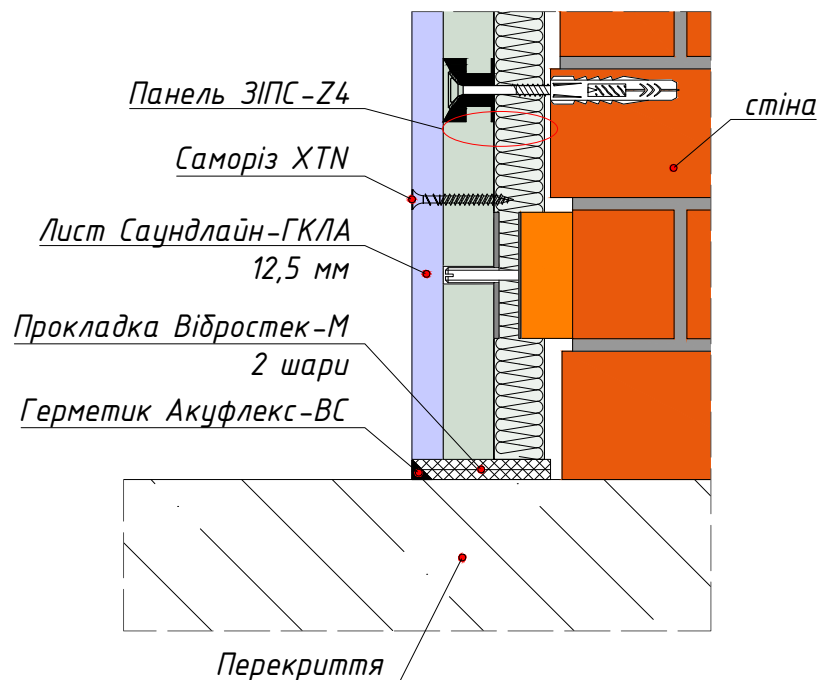 Панель ЗІПС-Z4
стіна
Саморіз XTN
Лист Саундлайн-ГКЛА
12,5 мм
Прокладка Вібростек-М
2 шари
Герметик Акуфлекс-ВС
Перекриття